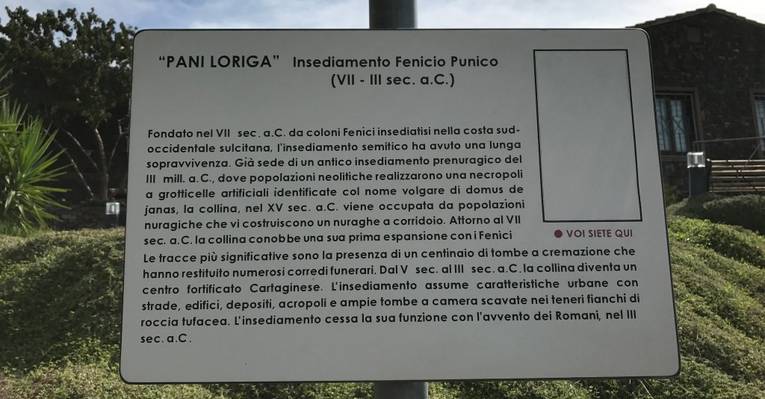 "PANI LORIGA" Insediamento Fenicio Punico
(VII - III sec. a.C.)
Fondato nel VII sec. a.C. da coloni Fenici insediatisi nella costa sud-
occidentale sulcitana, l'insediamento semitico ha avuto una lunga
sopravvivenza. Già sede di un antico insediamento prenuragico del
III mill. a.C., dove popolazioni neolitiche realizzarono una necropoli
a grotticelle artificiali identificate col nome volgare di domus de
janas, la collina, nel XV sec. a.C. viene occupata da popolazioni
nuragiche che vi costruiscono un nuraghe a corridoio. Attorno al VII
sec. a.C. la collina conobbe una sua prima espansione con i Fenici
VOI SIETE QUI
Le tracce più significative sono la presenza di un centinaio di tombe a cremazione che
hanno restituito numerosi corredi funerari. Dal V sec. al III sec. a.C. la collina diventa un
centro fortificato Cartaginese. L'insediamento assume caratteristiche urbane con
strade, edifici, depositi, acropoli e ampie tombe a camera scavate nei teneri fianchi di
roccia tufacea. L'insediamento cessa la sua funzione con l'avvento dei Romani, nel III
sec. a.C.